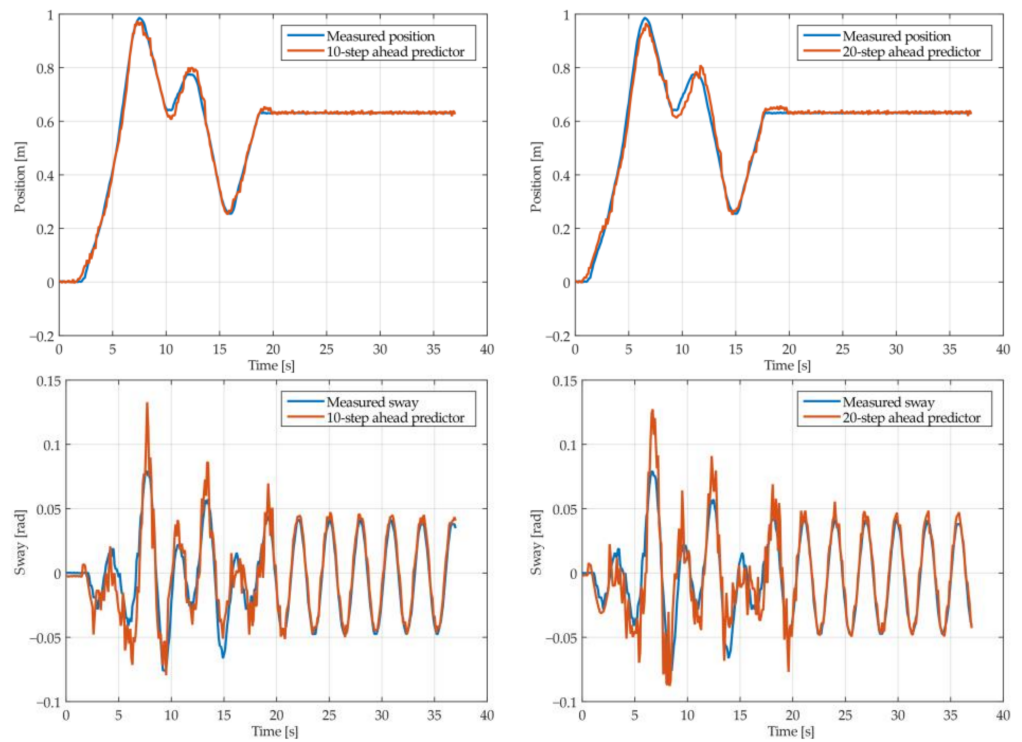 Measured position
10-step ahead predictor
Position [m]
1
0.8
0.6
0.4
0.2
0
−0.2
0 5 10 15 20 25 30 35 40
Time [s]
Measured position
20-step ahead predictor
Position [m]
1
0.8
0.6
0.4
0.2
0
−0.2
0 5 10 15 20 25 30 35 40
Time [s]
Measured sway
10-step ahead predictor
Sway [rad]
0.15
0.1
0.05
0
−0.05
−0.1
0 5 10 15 20 25 30 35 40
Time [s]
Measured sway
20-step ahead predictor
Sway [rad]
0.15
0.1
0.05
0
−0.05
−0.1
0 5 10 15 20 25 30 35 40
Time [s]